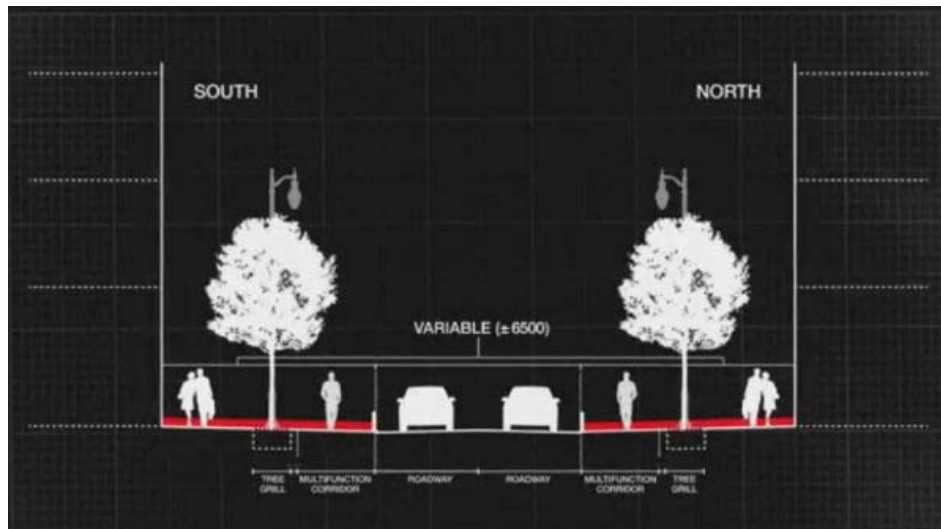 SOUTH
NORTH
VARIABLE (±6500)
TREE
GRILL
MULTIFUNCTION
CORRIDOR
ROADWAY
ROADWAY
MULTIFUNCTION
CORRIDOR
TREE
GRILL